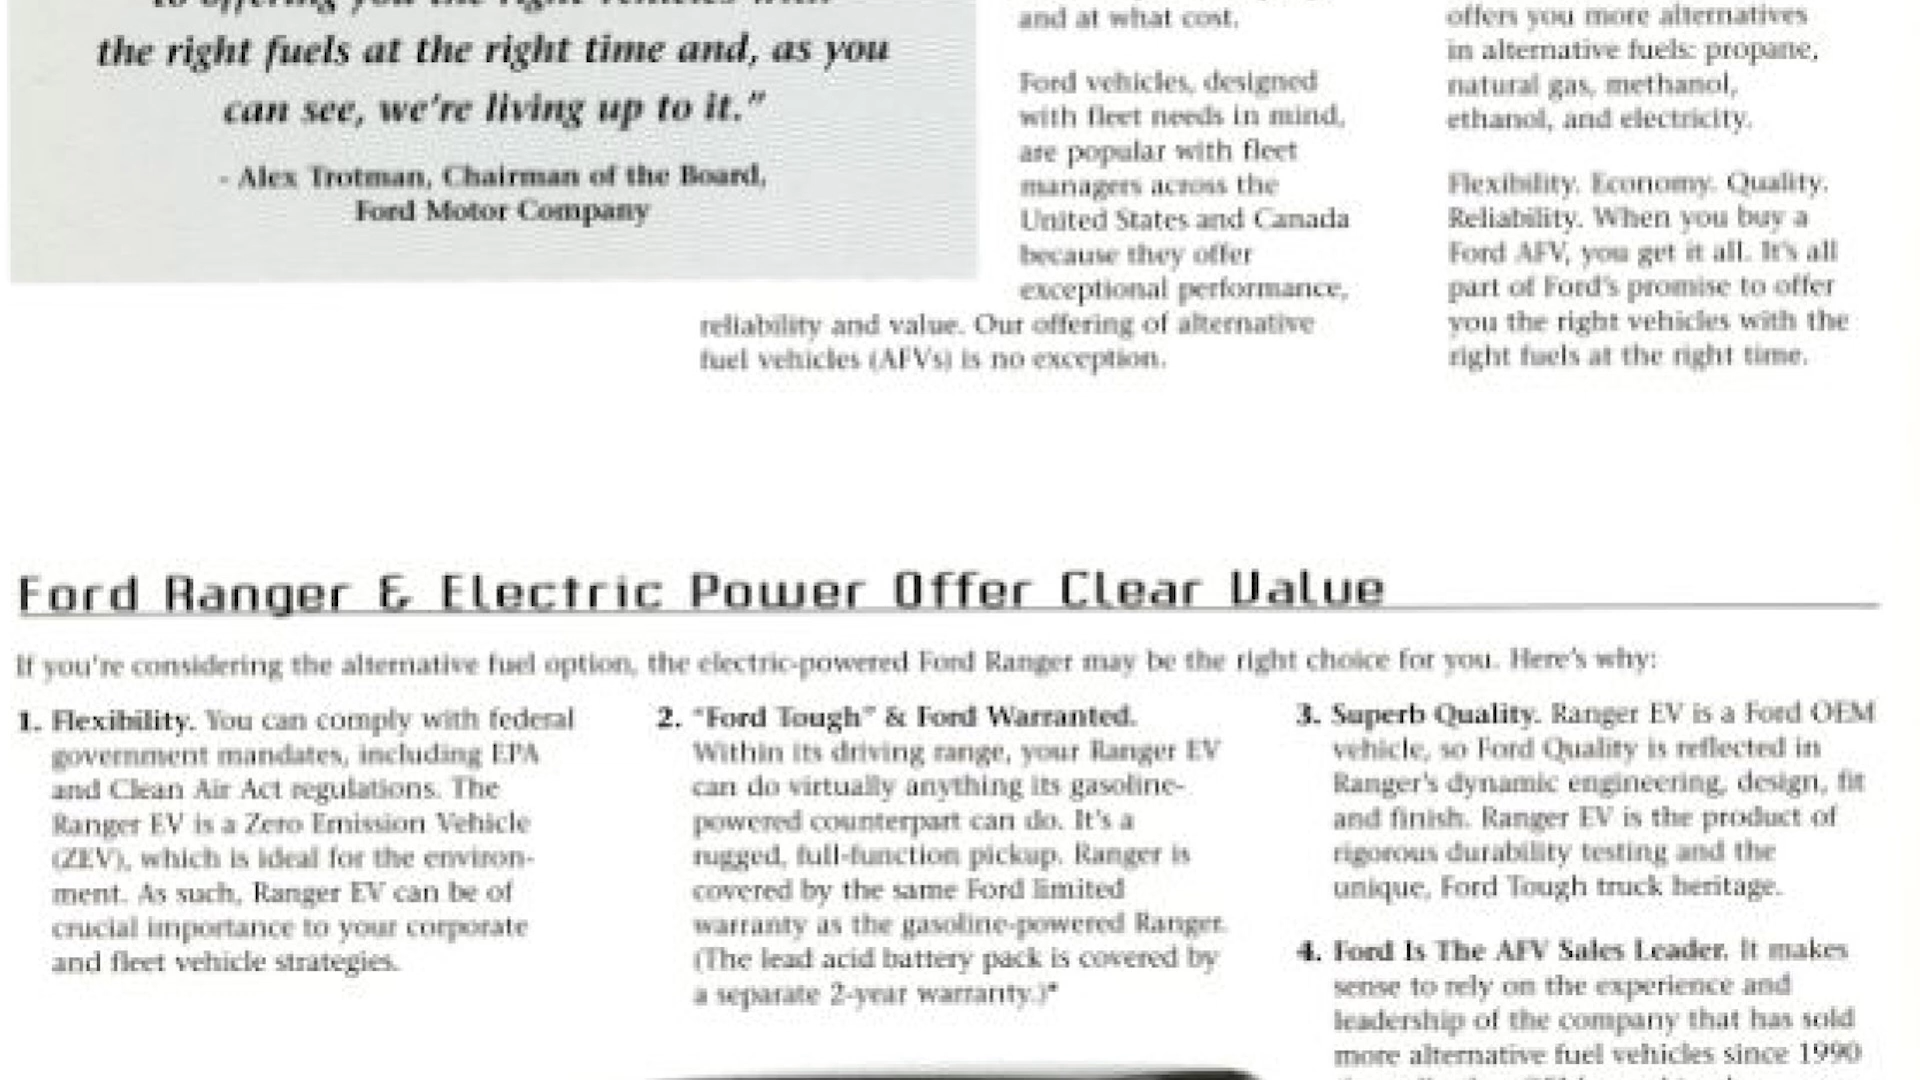 the right fuels at the right time and, as you
can see, we're living up to it."
- Alex Trotman, Chairman of the Board,
Ford Motor Company
and at what cost.
Ford vehicles, designed
with fleet needs in mind,
are popular with fleet
managers across the
United States and Canada
because they offer
exceptional performance,
reliability and value. Our offering of alternative
fuel vehicles (AFVs) is no exception.
offers you more alternatives
in alternative fuels: propane,
natural gas, methanol,
ethanol, and electricity.
Flexibility. Economy. Quality.
Reliability. When you buy a
Ford AFV, you get it all. It's all
part of Ford's promise to offer
you the right vehicles with the
right fuels at the right time.
Ford Ranger & Electric Power Offer Clear Value
If you're considering the alternative fuel option, the electric-powered Ford Ranger may be the right choice for you. Here's why:
1. Flexibility. You can comply with federal
government mandates, including EPA
and Clean Air Act regulations. The
Ranger EV is a Zero Emission Vehicle
(ZEV), which is ideal for the environ-
ment. As such, Ranger EV can be of
crucial importance to your corporate
and fleet vehicle strategies.
2. "Ford Tough" & Ford Warranted.
Within its driving range, your Ranger EV
can do virtually anything its gasoline-
powered counterpart can do. It's a
rugged, full-function pickup. Ranger is
covered by the same Ford limited
warranty as the gasoline-powered Ranger.
(The lead acid battery pack is covered by
a separate 2-year warranty.)*
3. Superb Quality. Ranger EV is a Ford OEM
vehicle, so Ford Quality is reflected in
Ranger's dynamic engineering, design, fit
and finish. Ranger EV is the product of
rigorous durability testing and the
unique, Ford Tough truck heritage.
4. Ford Is The AFV Sales Leader. It makes
sense to rely on the experience and
leadership of the company that has sold
more alternative fuel vehicles since 1990